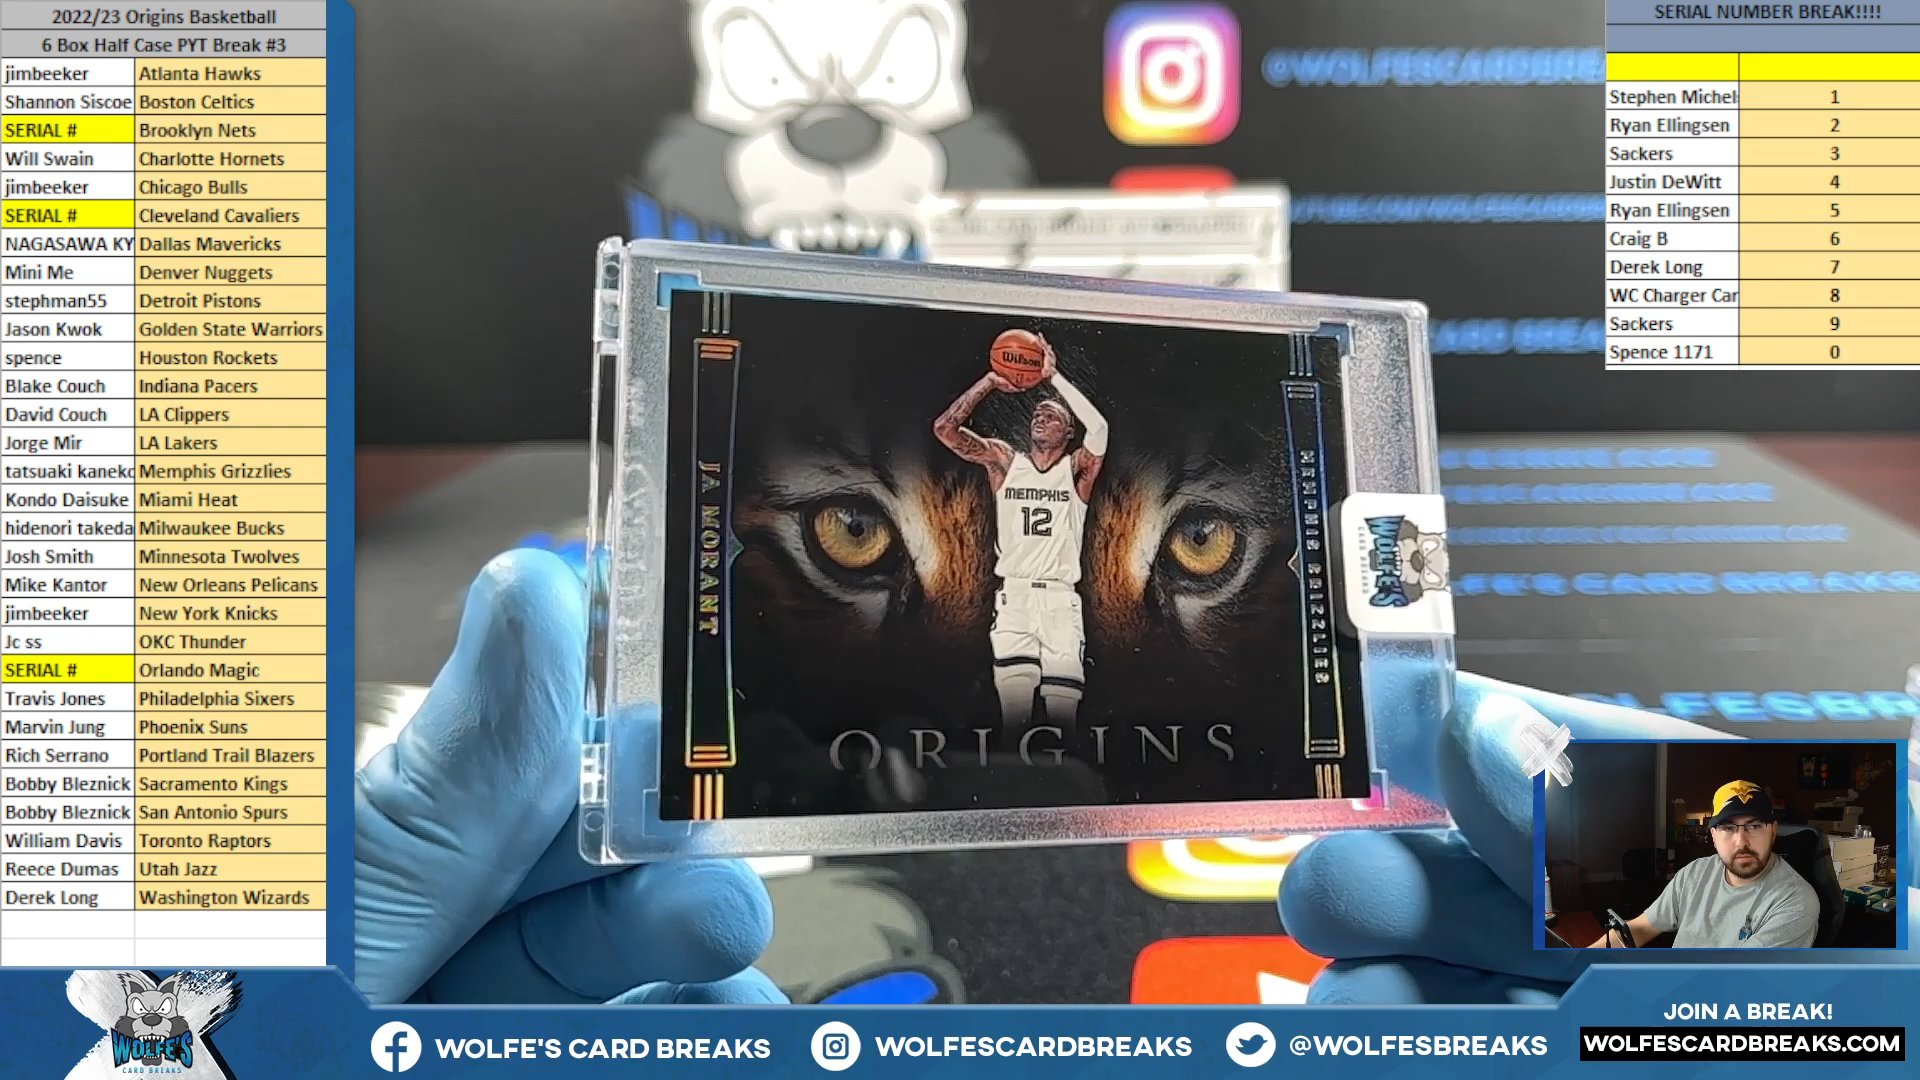 2022/23 Origins Basketball
6 Box Half Case PYT Break #3
jimbeeker Atlanta Hawks
Shannon Siscoe Boston Celtics
SERIAL # Brooklyn Nets
Will Swain Charlotte Hornets
jimbeeker Chicago Bulls
SERIAL # Cleveland Cavaliers
NAGASAWA KY Dallas Mavericks
Mini Me Denver Nuggets
stephman55 Detroit Pistons
Jason Kwok Golden State Warriors
spence Houston Rockets
Blake Couch Indiana Pacers
David Couch LA Clippers
Jorge Mir LA Lakers
tatsuaki kaneko Memphis Grizzlies
Kondo Daisuke Miami Heat
hidenori takeda Milwaukee Bucks
Josh Smith Minnesota Twolves
Mike Kantor New Orleans Pelicans
jimbeeker New York Knicks
Jc ss OKC Thunder
SERIAL # Orlando Magic
Travis Jones Philadelphia Sixers
Marvin Jung Phoenix Suns
Rich Serrano Portland Trail Blazers
Bobby Bleznick Sacramento Kings
Bobby Bleznick San Antonio Spurs
William Davis Toronto Raptors
Reece Dumas Utah Jazz
Derek Long Washington Wizards
@WOLFESCARDBREA
Wilson
MEMPHIS
12
JA MORANT
MEMPHIS GRIZZLIES
ORIGINS
WOLFE'S
SERIAL NUMBER BREAK!!!!
Stephen Michel 1
Ryan Ellingsen 2
Sackers 3
Justin DeWitt 4
Ryan Ellingsen 5
Craig B 6
Derek Long 7
WC Charger Car 8
Sackers 9
Spence 1171 0
WOLFE'S
CARD BREAKS
WOLFE'S CARD BREAKS
WOLFESCARDBREAKS
@WOLFESBREAKS
JOIN A BREAK!
WOLFESCARDBREAKS.COM